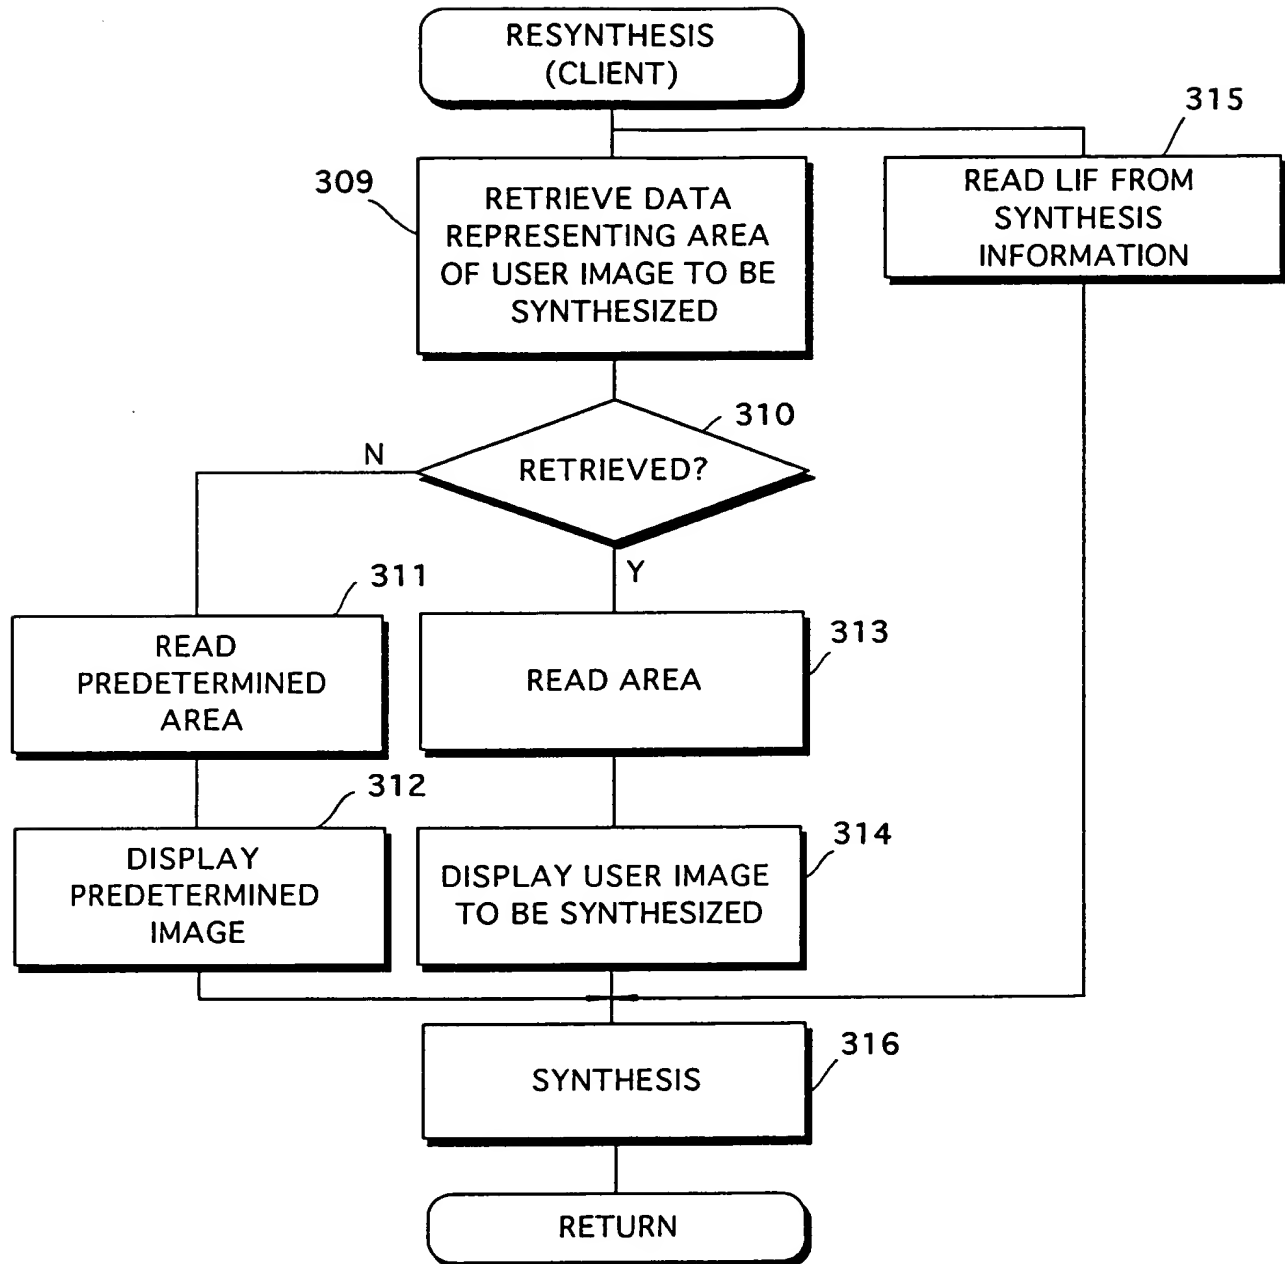 RESYNTHESIS
(CLIENT)
315
309
RETRIEVE DATA
REPRESENTING AREA
OF USER IMAGE TO BE
SYNTHESIZED
READ LIF FROM
SYNTHESIS
INFORMATION
310
N
RETRIEVED?
Y
311
READ
PREDETERMINED
AREA
313
READ AREA
312
DISPLAY
PREDETERMINED
IMAGE
314
DISPLAY USER IMAGE
TO BE SYNTHESIZED
316
SYNTHESIS
RETURN